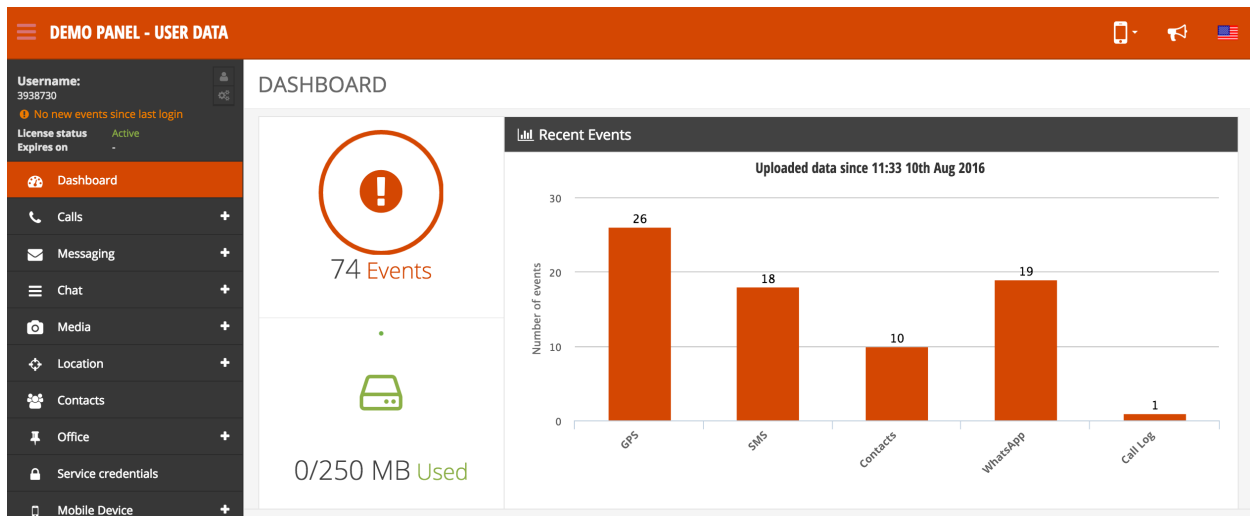 DEMO PANEL - USER DATA
Username:
3938730
No new events since last login
License status Active
Expires on -
Dashboard
Calls
Messaging
Chat
Media
Location
Contacts
Office
Service credentials
Mobile Device
DASHBOARD
74 Events
0/250 MB Used
Recent Events
Uploaded data since 11:33 10th Aug 2016
Number of events
30
20
10
0
26
18
10
19
1
GPS
SMS
Contacts
WhatsApp
Call Log